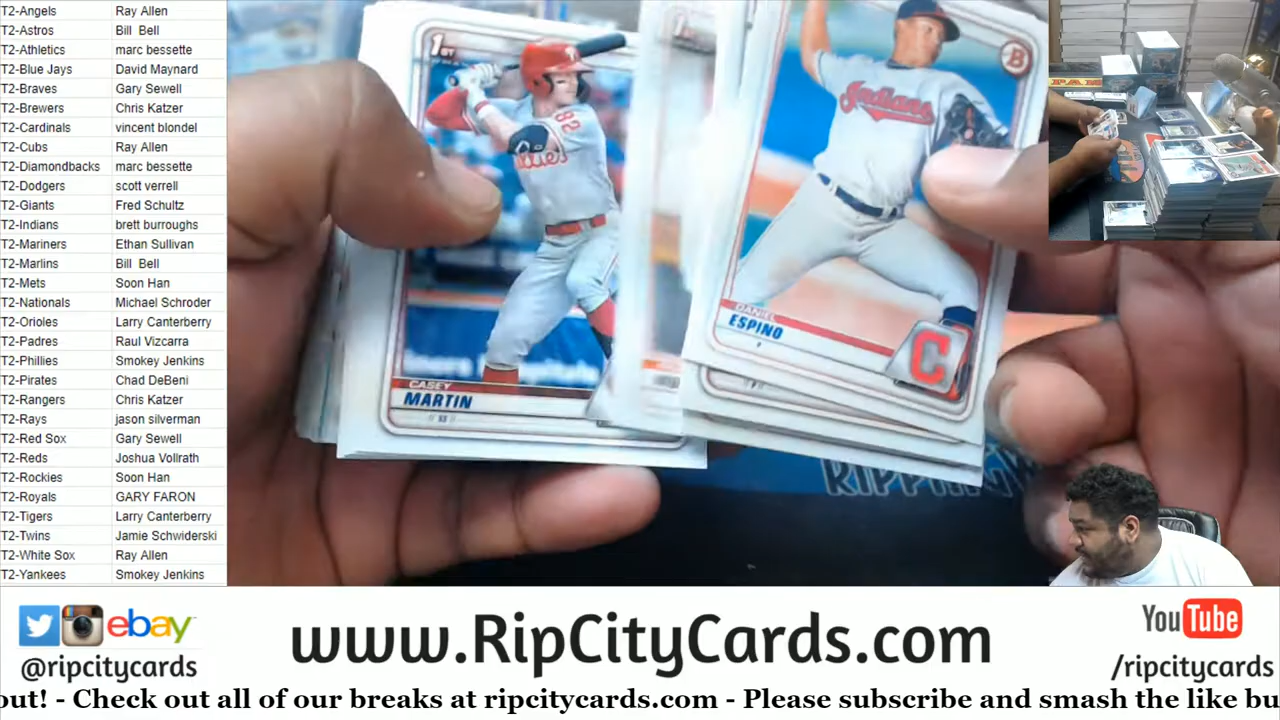 T2-Angels Ray Allen
T2-Astros Bill Bell
T2-Athletics marc bessette
T2-Blue Jays David Maynard
T2-Braves Gary Sewell
T2-Brewers Chris Katzer
T2-Cardinals vincent blondel
T2-Cubs Ray Allen
T2-Diamondbacks marc bessette
T2-Dodgers scott verrell
T2-Giants Fred Schultz
T2-Indians brett burroughs
T2-Mariners Ethan Sullivan
T2-Marlins Bill Bell
T2-Mets Soon Han
T2-Nationals Michael Schroder
T2-Orioles Larry Canterberry
T2-Padres Raul Vizcarra
T2-Phillies Smokey Jenkins
T2-Pirates Chad DeBeni
T2-Rangers Chris Katzer
T2-Rays jason silverman
T2-Red Sox Gary Sewell
T2-Reds Joshua Vollrath
T2-Rockies Soon Han
T2-Royals GARY FARON
T2-Tigers Larry Canterberry
T2-Twins Jamie Schwiderski
T2-White Sox Ray Allen
T2-Yankees Smokey Jenkins
1ST
82
CASEY
MARTIN
B
Indians
DANIEL
ESPINO
C
ebay
@ripcitycards
www.RipCityCards.com
YouTube
/ripcitycards
out! - Check out all of our breaks at ripcitycards.com - Please subscribe and smash the like bu